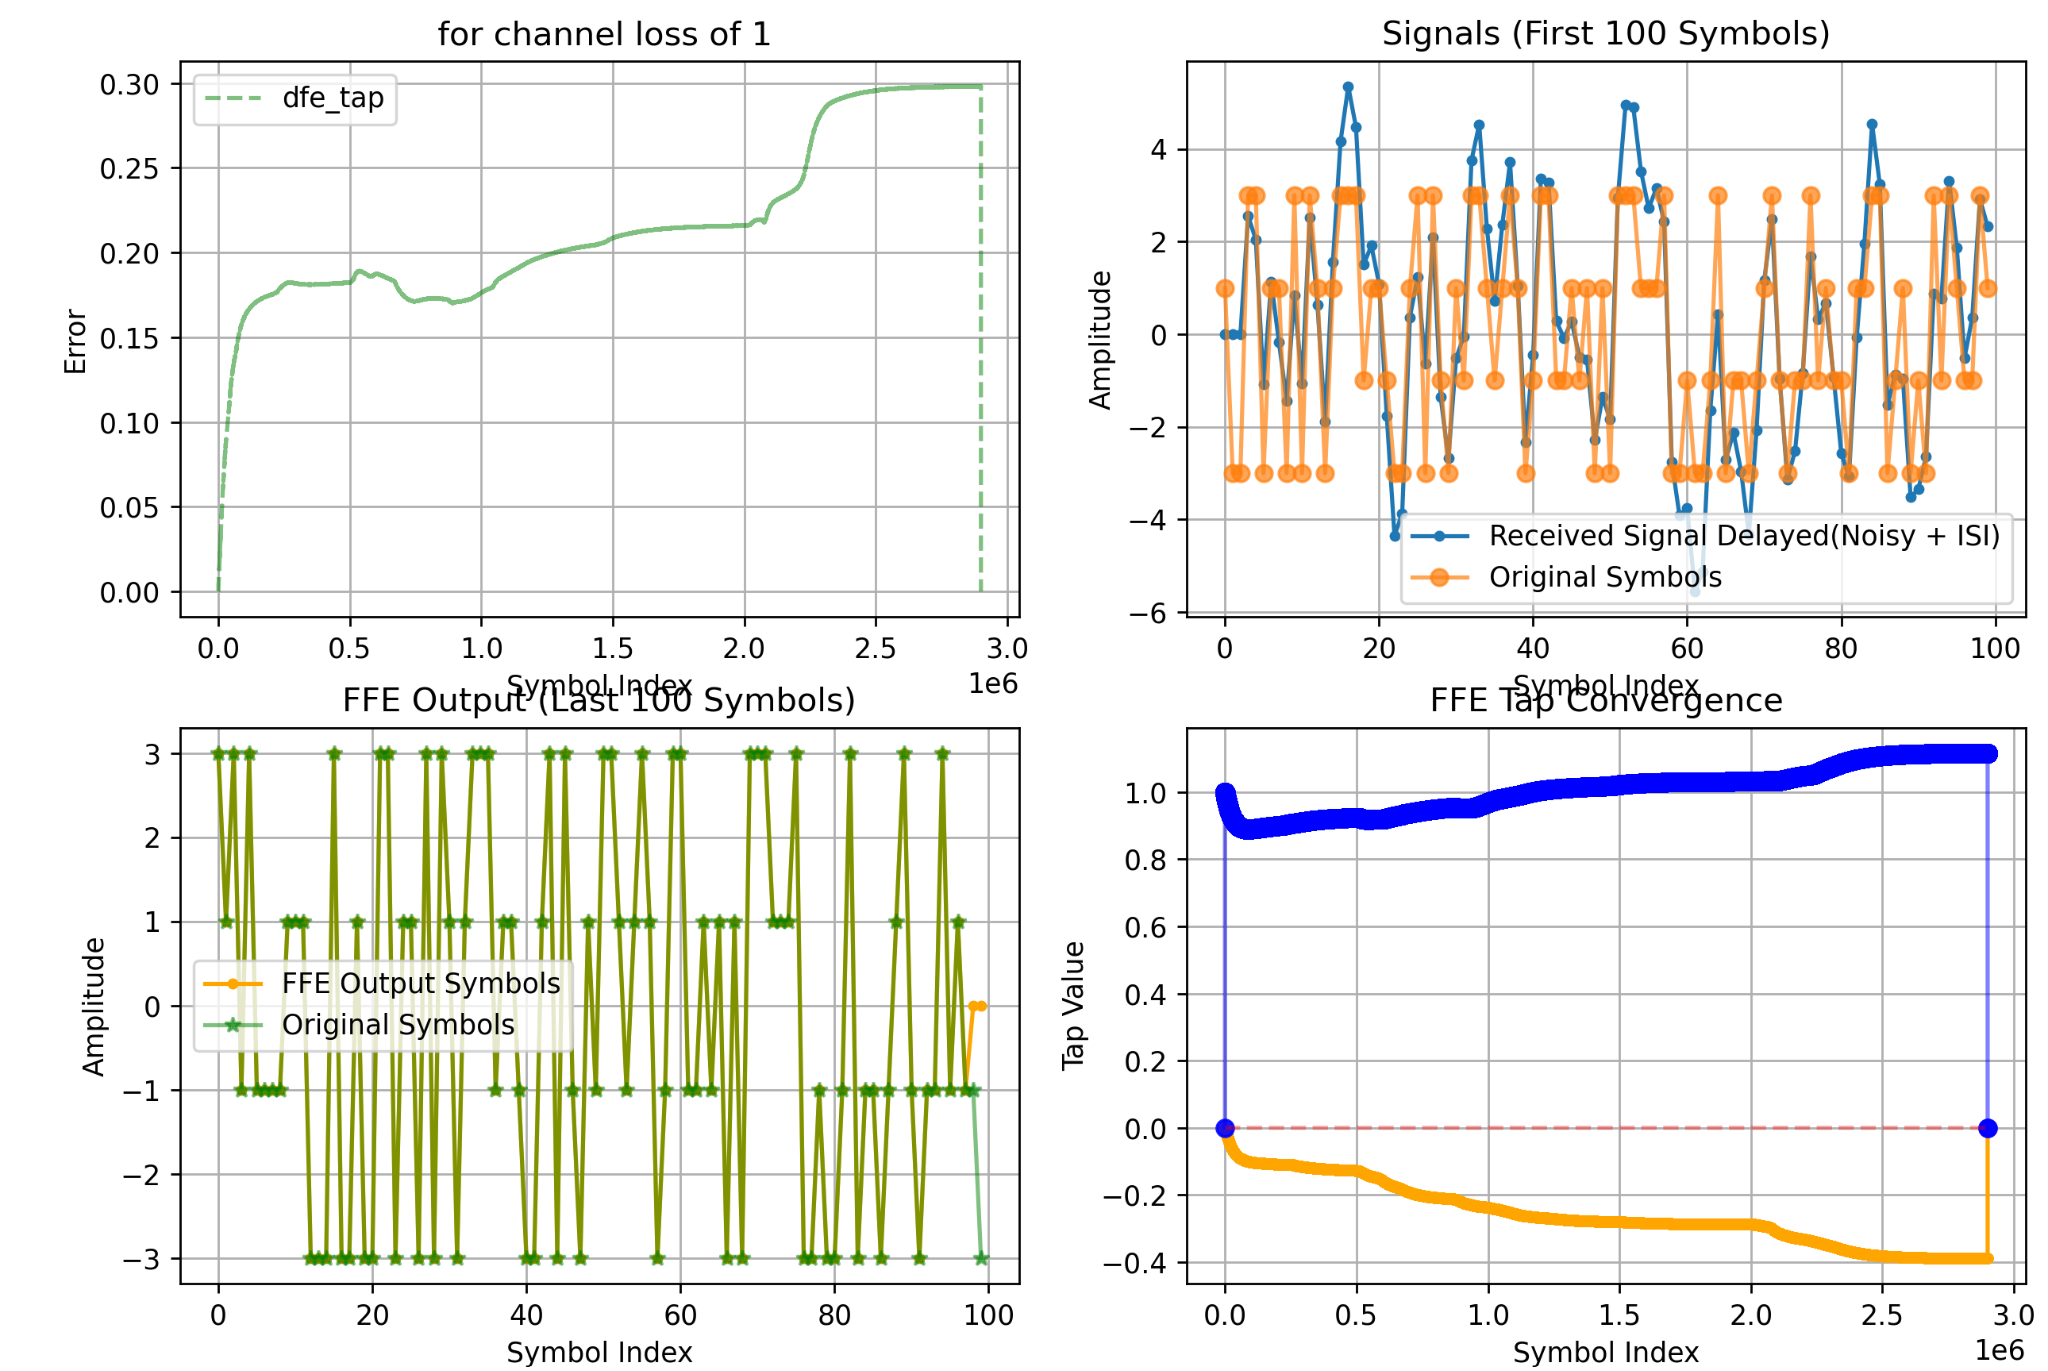 for channel loss of 1
dfe_tap
0.30
0.25
0.20
0.15
0.10
0.05
0.00
Error
0.0 0.5 1.0 1.5 2.0 2.5 3.0
Symbol Index
1e6
Signals (First 100 Symbols)
4
2
0
−2
−4
−6
Amplitude
Received Signal Delayed(Noisy + ISI)
Original Symbols
0 20 40 60 80 100
Symbol Index
FFE Output (Last 100 Symbols)
3
2
1
0
−1
−2
−3
Amplitude
FFE Output Symbols
Original Symbols
0 20 40 60 80 100
Symbol Index
FFE Tap Convergence
1.0
0.8
0.6
0.4
0.2
0.0
−0.2
−0.4
Tap Value
0.0 0.5 1.0 1.5 2.0 2.5 3.0
Symbol Index
1e6